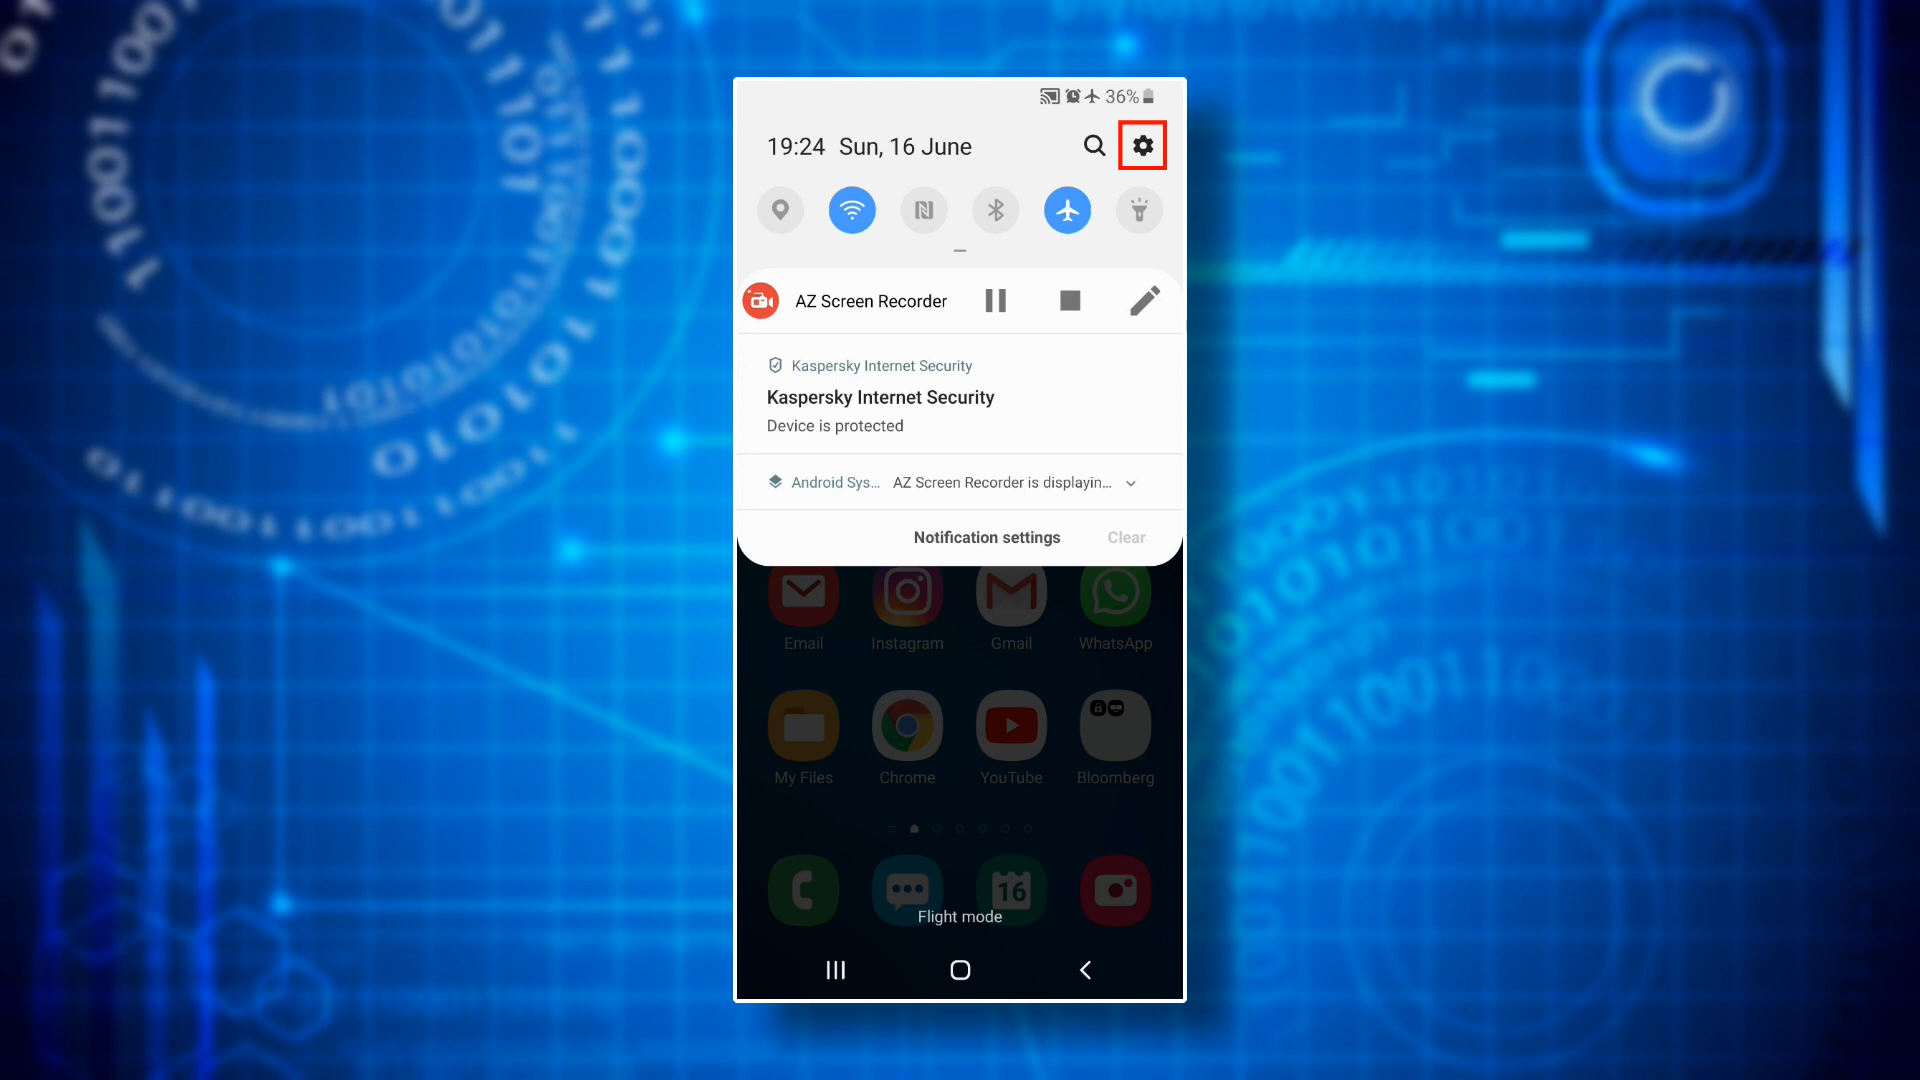 36%
19:24 Sun, 16 June
AZ Screen Recorder
Kaspersky Internet Security
Kaspersky Internet Security
Device is protected
Android Sys... AZ Screen Recorder is displayin...
Notification settings Clear
Email Instagram Gmail WhatsApp
My Files Chrome YouTube Bloomberg
16
Flight mode